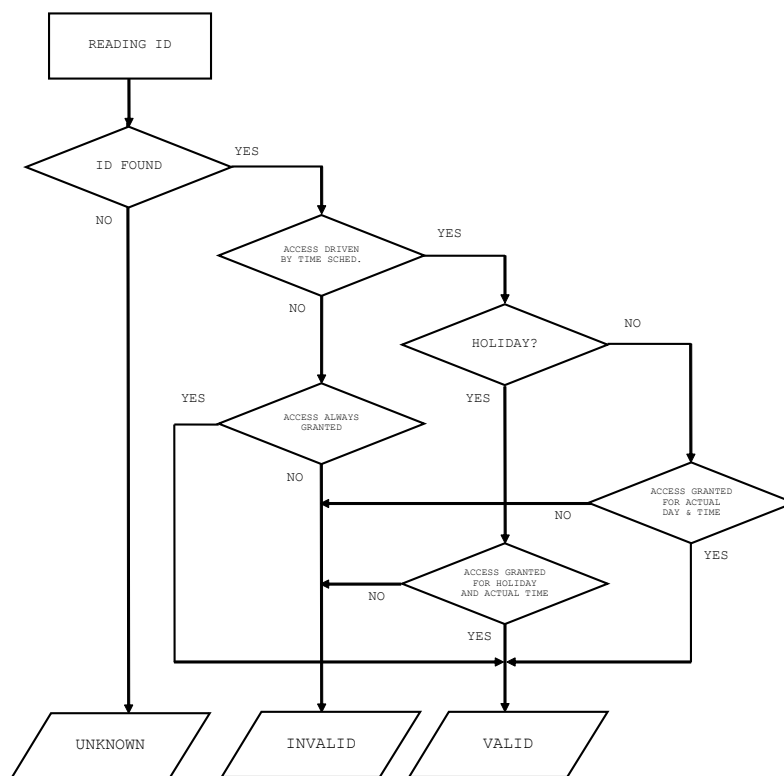 READING ID
YES
ID FOUND
NO
YES
ACCESS DRIVEN
BY TIME SCHED.
NO
NO
HOLIDAY?
YES
YES
ACCESS ALWAYS
GRANTED
NO
ACCESS GRANTED
FOR ACTUAL
DAY & TIME
NO
YES
ACCESS GRANTED
FOR HOLIDAY
AND ACTUAL TIME
NO
YES
UNKNOWN
INVALID
VALID